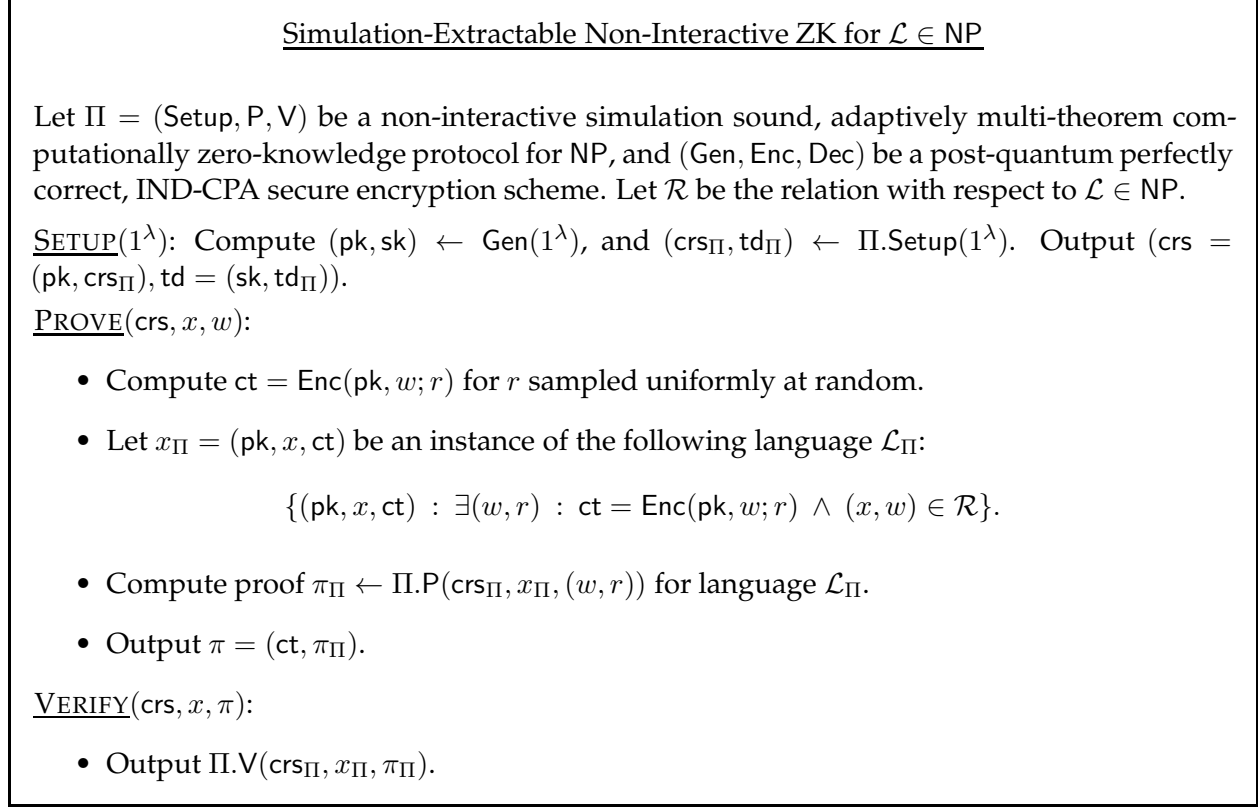 Simulation-Extractable Non-Interactive ZK for ℒ ∈ NP
Let Π = (Setup, P, V) be a non-interactive simulation sound, adaptively multi-theorem com-
putationally zero-knowledge protocol for NP, and (Gen, Enc, Dec) be a post-quantum perfectly
correct, IND-CPA secure encryption scheme. Let ℛ be the relation with respect to ℒ ∈ NP.
SETUP(1^λ): Compute (pk, sk) ← Gen(1^λ), and (crs_Π, td_Π) ← Π.Setup(1^λ). Output (crs =
(pk, crs_Π), td = (sk, td_Π)).
PROVE(crs, x, w):
• Compute ct = Enc(pk, w; r) for r sampled uniformly at random.
• Let x_Π = (pk, x, ct) be an instance of the following language ℒ_Π:
{(pk, x, ct) : ∃(w, r) : ct = Enc(pk, w; r) ∧ (x, w) ∈ ℛ}.
• Compute proof π_Π ← Π.P(crs_Π, x_Π, (w, r)) for language ℒ_Π.
• Output π = (ct, π_Π).
VERIFY(crs, x, π):
• Output Π.V(crs_Π, x_Π, π_Π).